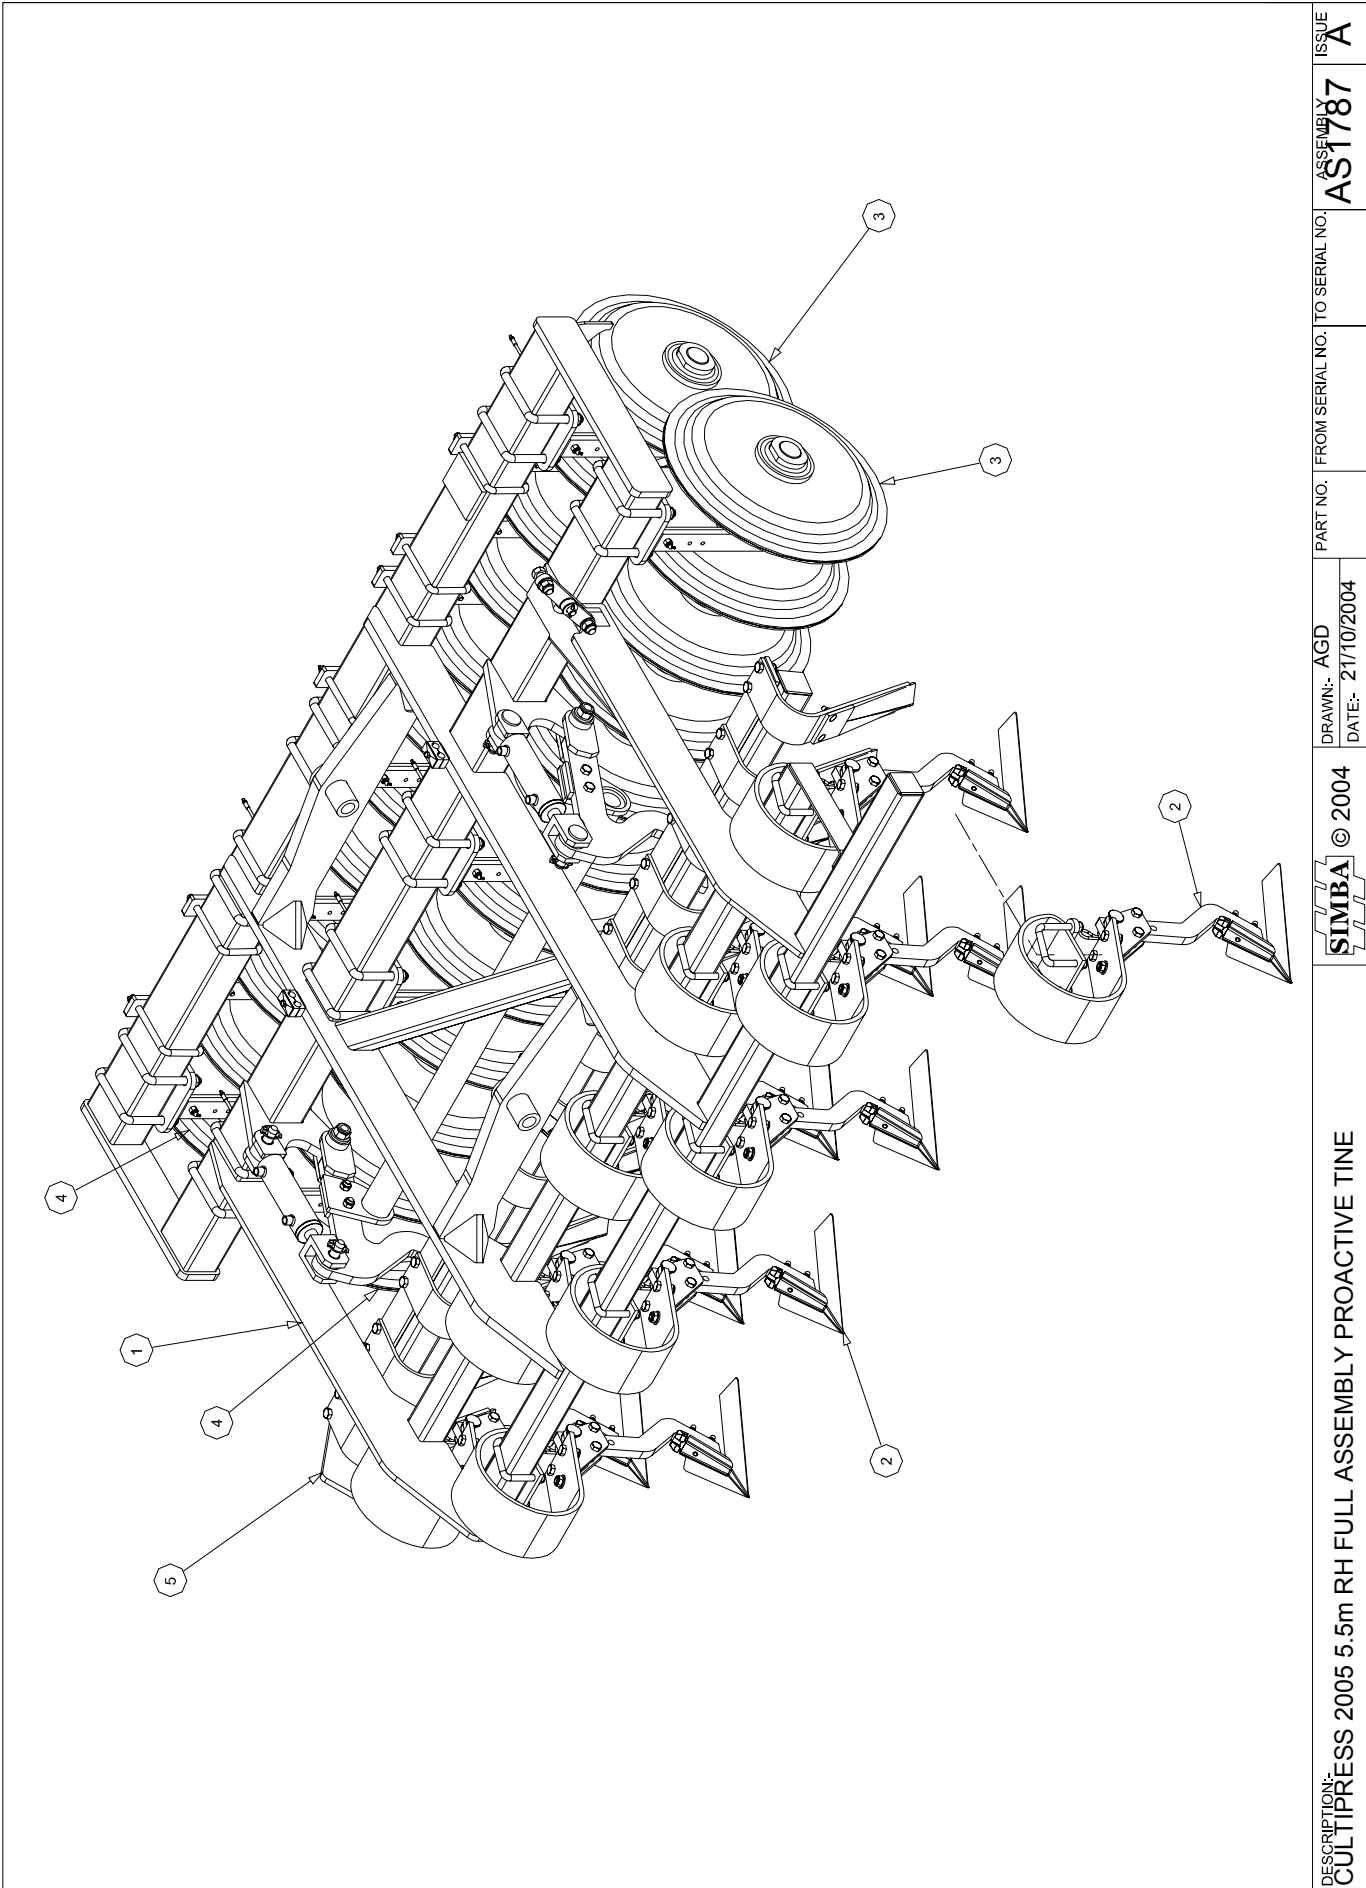 3
3
2
4
1
4
2
5
DESCRIPTION:-
CULTIPRESS 2005 5.5m RH FULL ASSEMBLY PROACTIVE TINE
SIMBA © 2004
DRAWN:- AGD
DATE:- 21/10/2004
PART NO.
FROM SERIAL NO.
TO SERIAL NO.
ASSEMBLY
AS1787
ISSUE
A